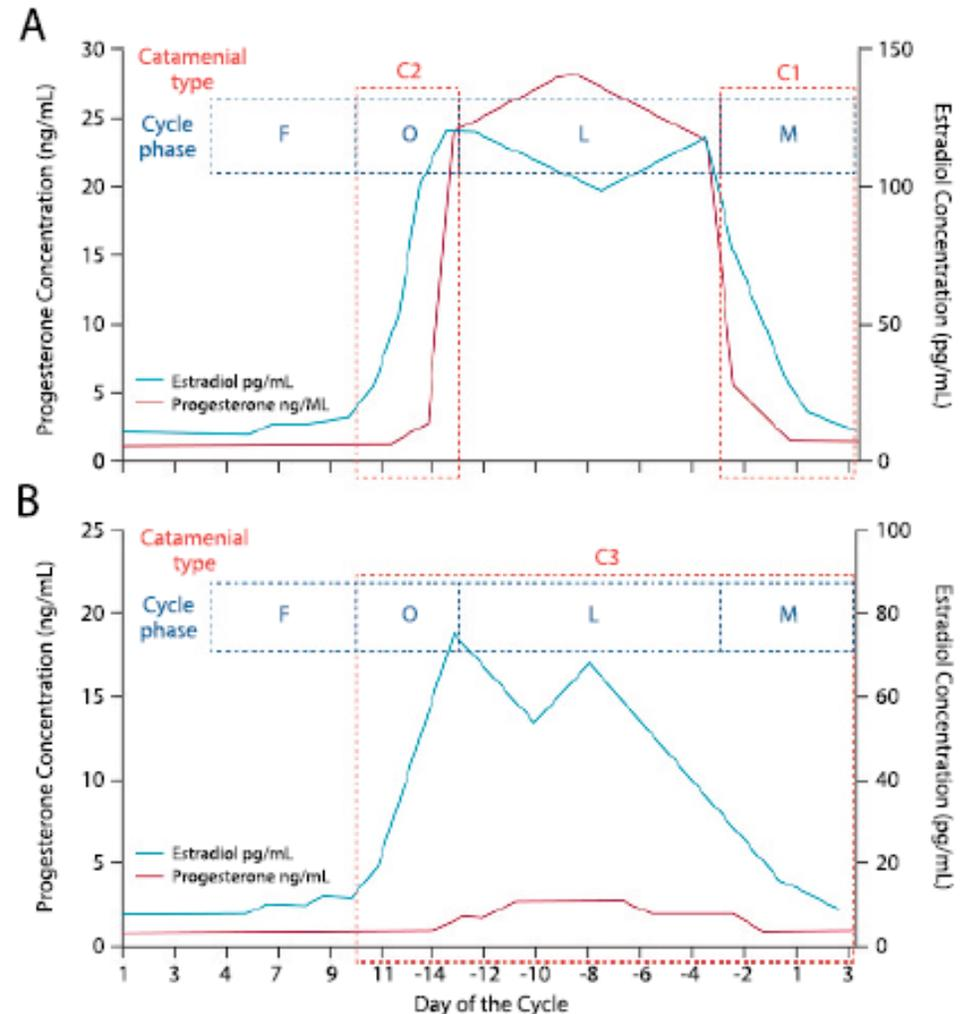 A
Progesterone Concentration (ng/mL)
30
25
20
15
10
5
0
Catamenial
type
C2
C1
Cycle
phase
F
O
L
M
Estradiol pg/mL
Progesterone ng/ML
150
100
50
0
Estradiol Concentration (pg/mL)
B
Progesterone Concentration (ng/mL)
25
20
15
10
5
0
Catamenial
type
C3
Cycle
phase
F
O
L
M
Estradiol pg/mL
Progesterone ng/mL
100
80
60
40
20
0
Estradiol Concentration (pg/mL)
1 3 4 7 9 11 -14 -12 -10 -8 -6 -4 -2 1 3
Day of the Cycle